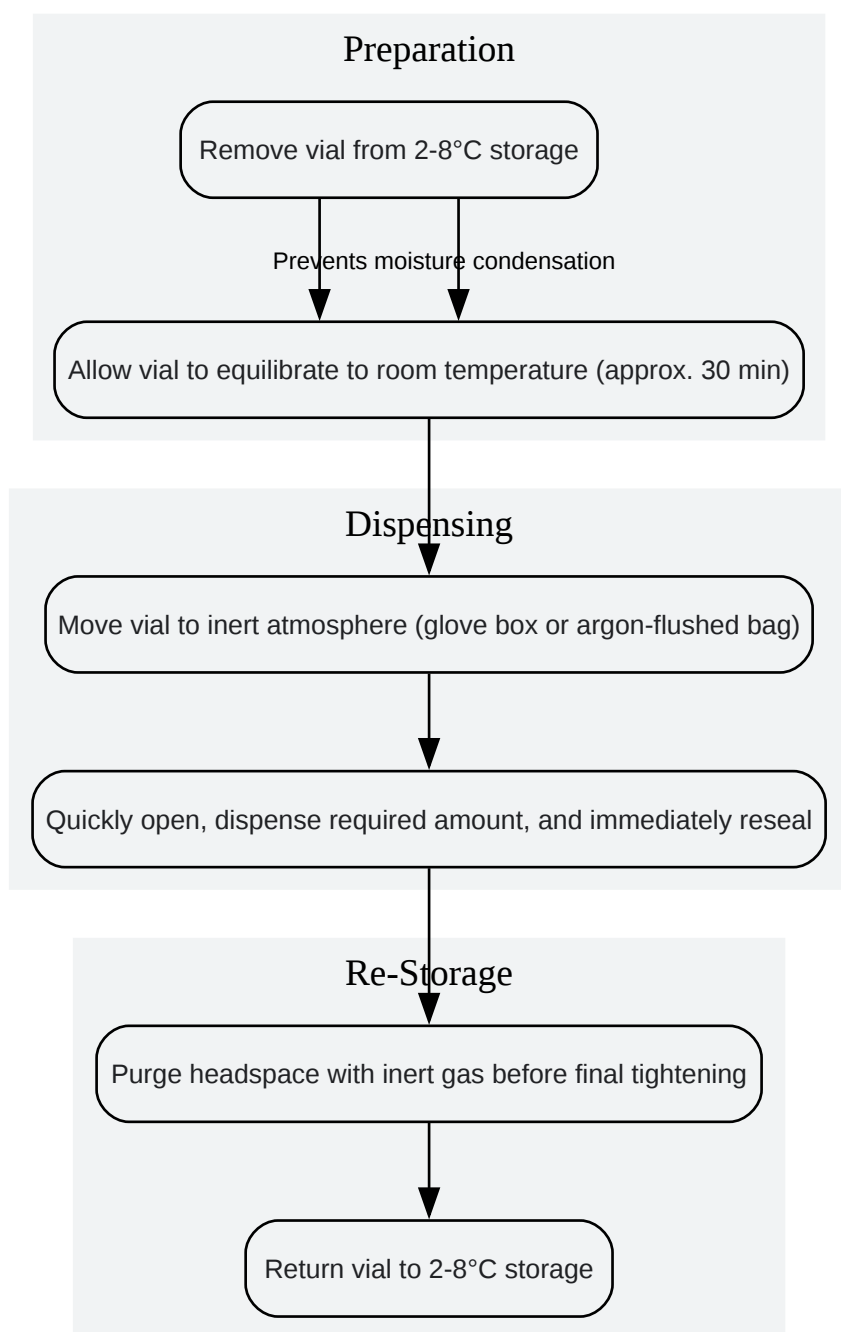 Preparation
Remove vial from 2-8°C storage
Prevents moisture condensation
Allow vial to equilibrate to room temperature (approx. 30 min)
Dispensing
Move vial to inert atmosphere (glove box or argon-flushed bag)
Quickly open, dispense required amount, and immediately reseal
Re-Storage
Purge headspace with inert gas before final tightening
Return vial to 2-8°C storage